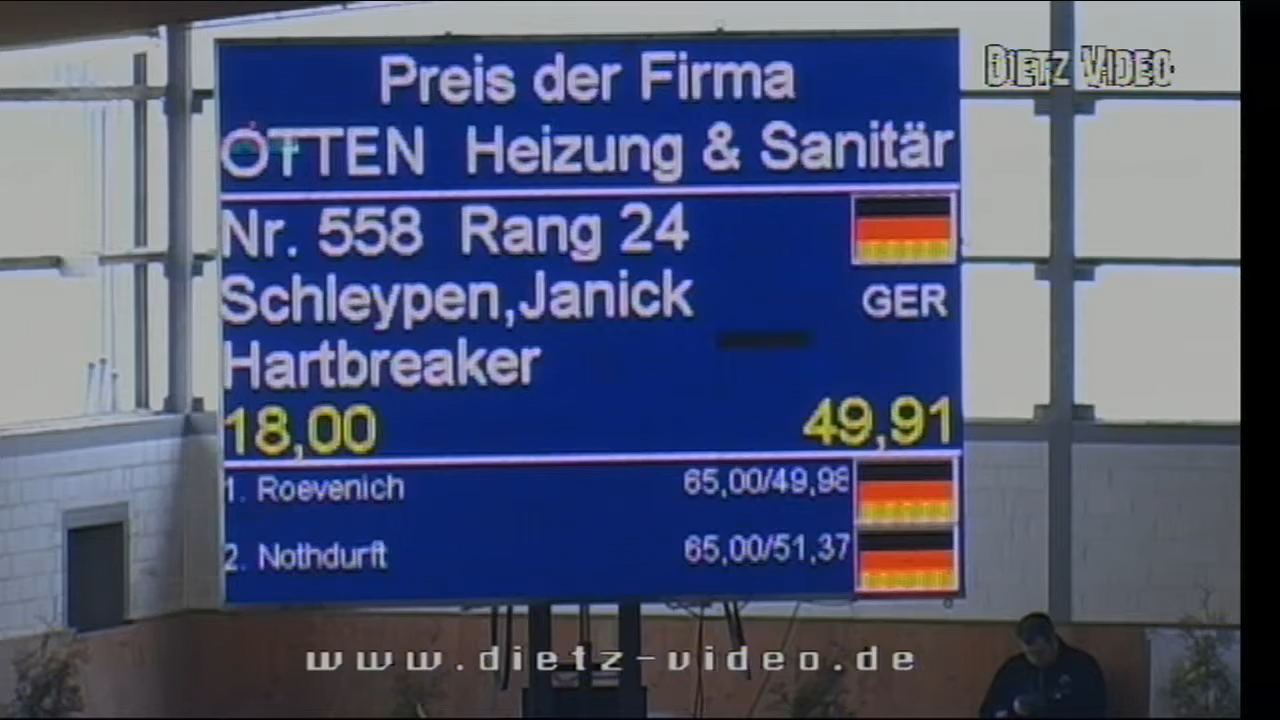 DIETZ VIDEO
Preis der Firma
OTTEN Heizung & Sanitär
Nr. 558 Rang 24
Schleypen,Janick GER
Hartbreaker
18,00 49,91
1. Roevenich 65,00/49,98
2. Nothdurft 65,00/51,37
www.dietz-video.de